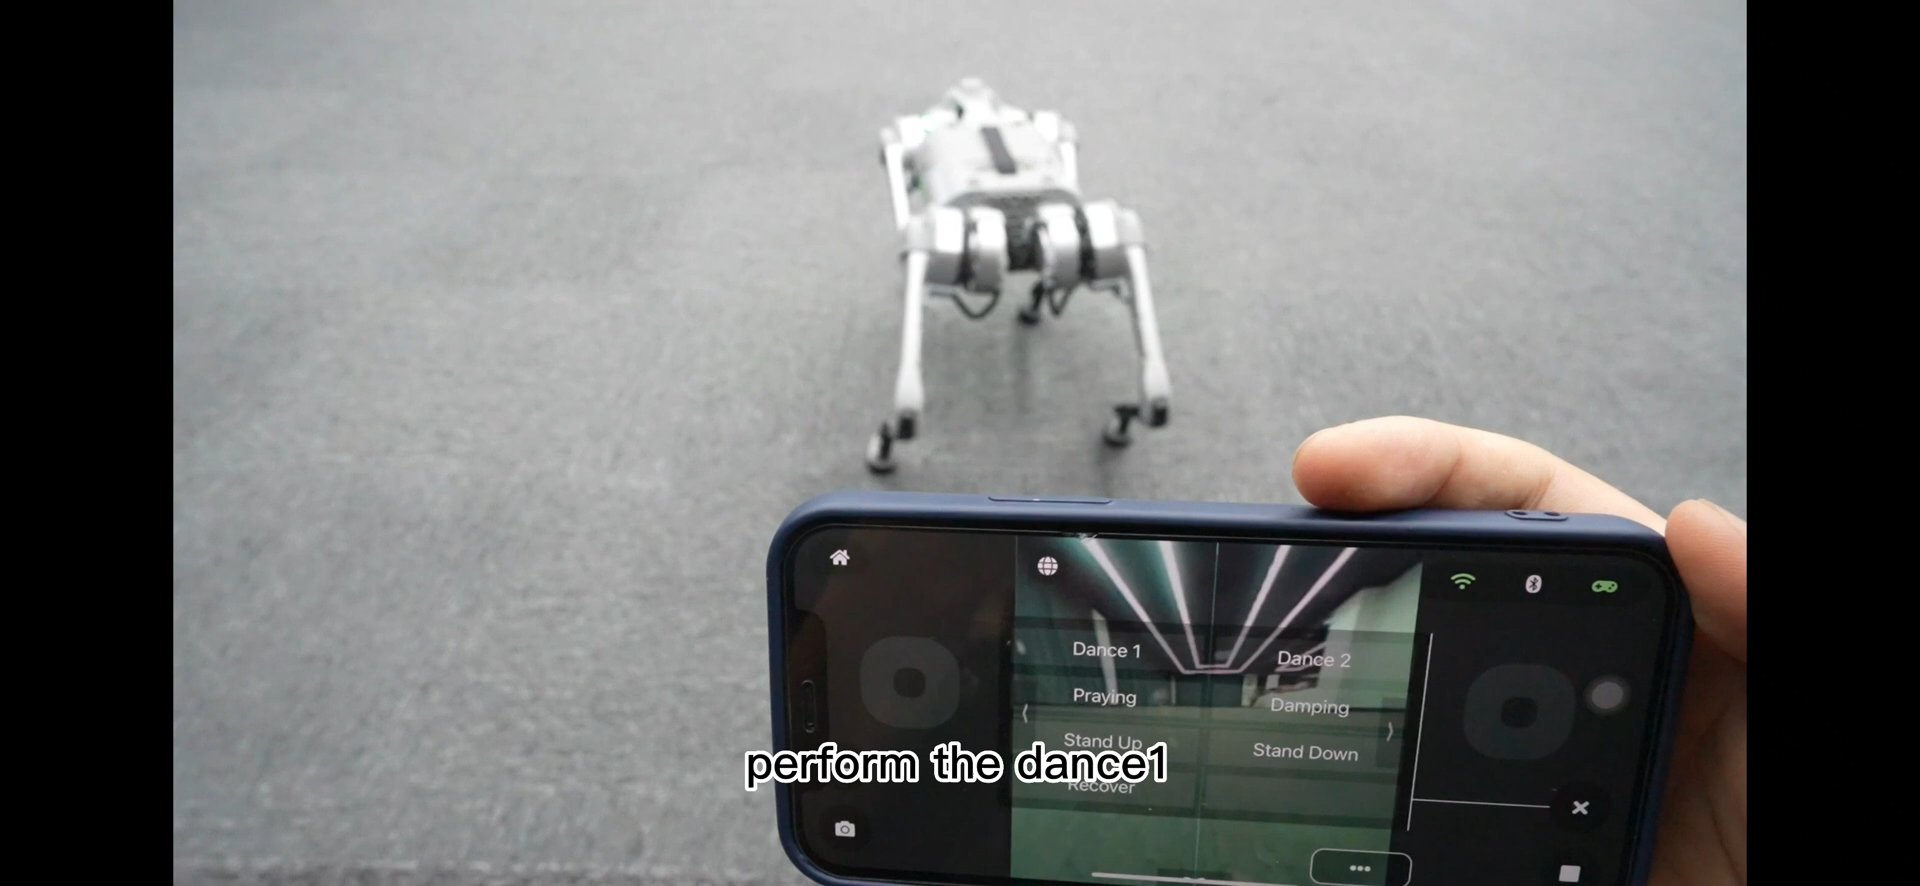 Dance 1
Dance 2
Praying
Damping
Stand Up
Stand Down
perform the dance1
Recover